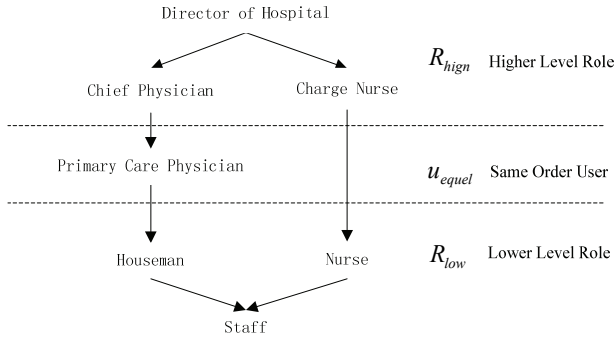 Director of Hospital
R_hign Higher Level Role
Chief Physician Charge Nurse
Primary Care Physician
u_equel Same Order User
Houseman Nurse
R_low Lower Level Role
Staff